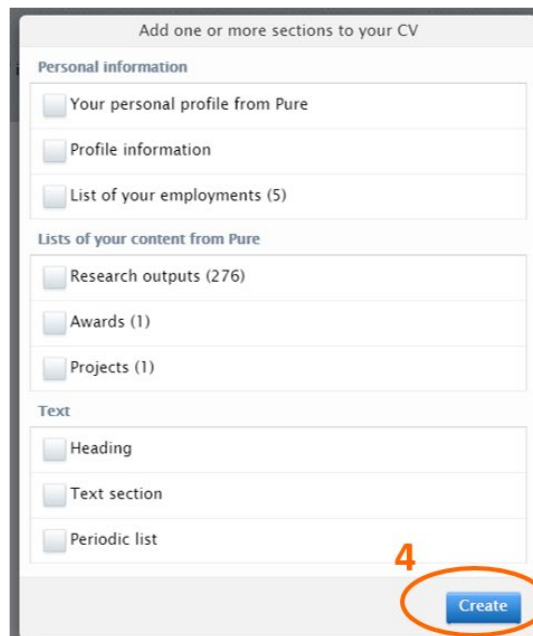 Add one or more sections to your CV
Personal information
Your personal profile from Pure
Profile information
List of your employments (5)
Lists of your content from Pure
Research outputs (276)
Awards (1)
Projects (1)
Text
Heading
Text section
Periodic list
4
Create